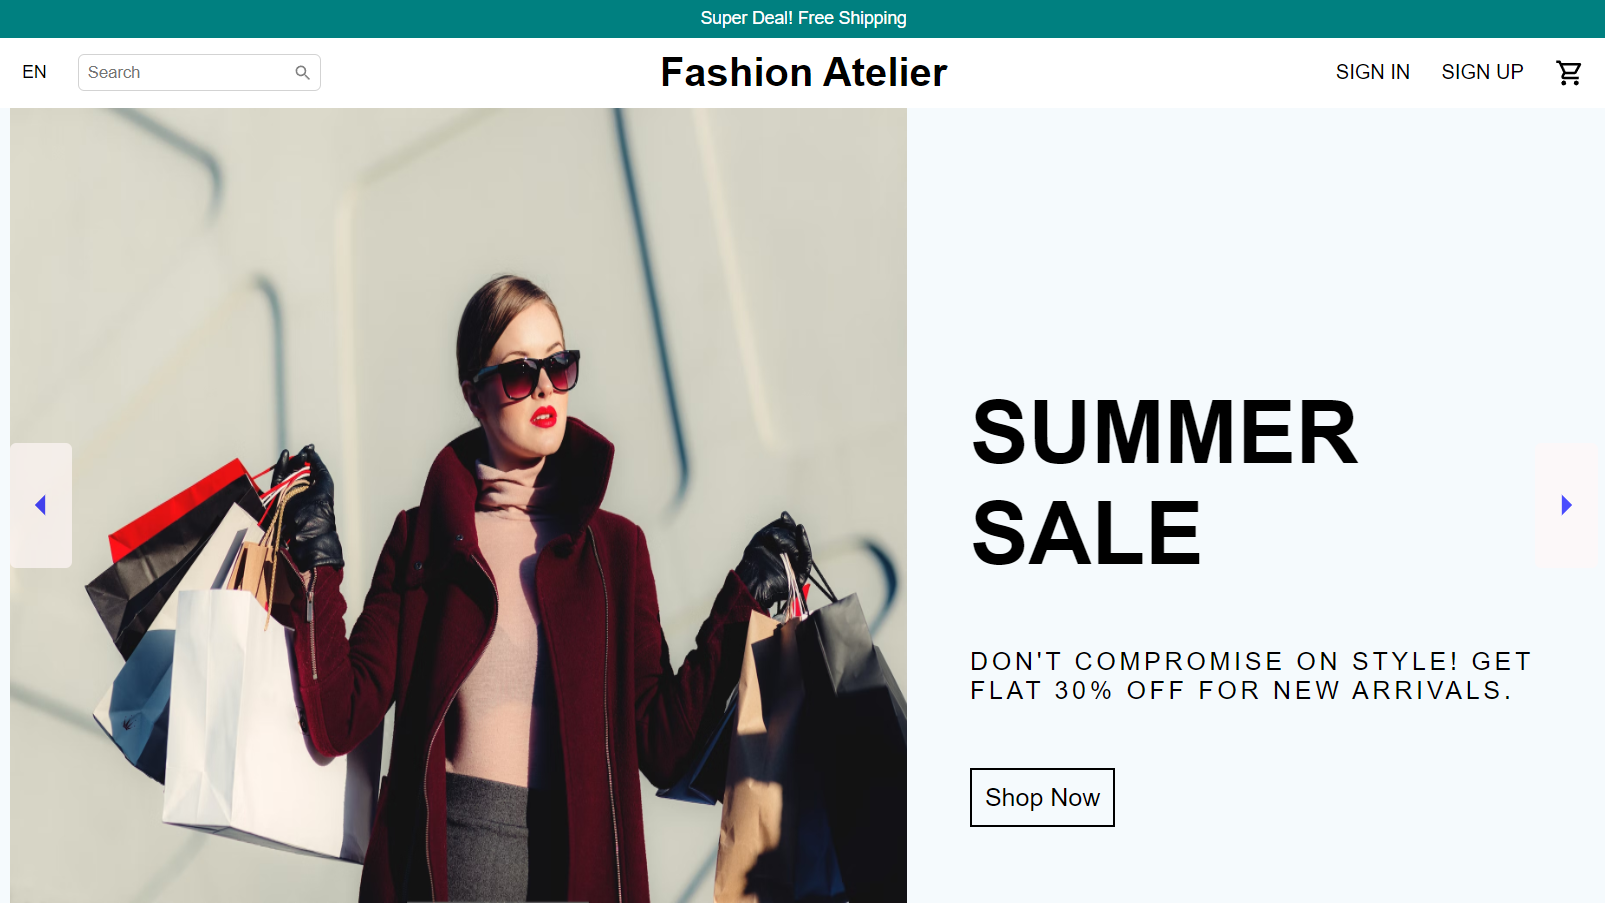 Super Deal! Free Shipping
EN
Search
Fashion Atelier
SIGN IN
SIGN UP
SUMMER
SALE
DON'T COMPROMISE ON STYLE! GET
FLAT 30% OFF FOR NEW ARRIVALS.
Shop Now